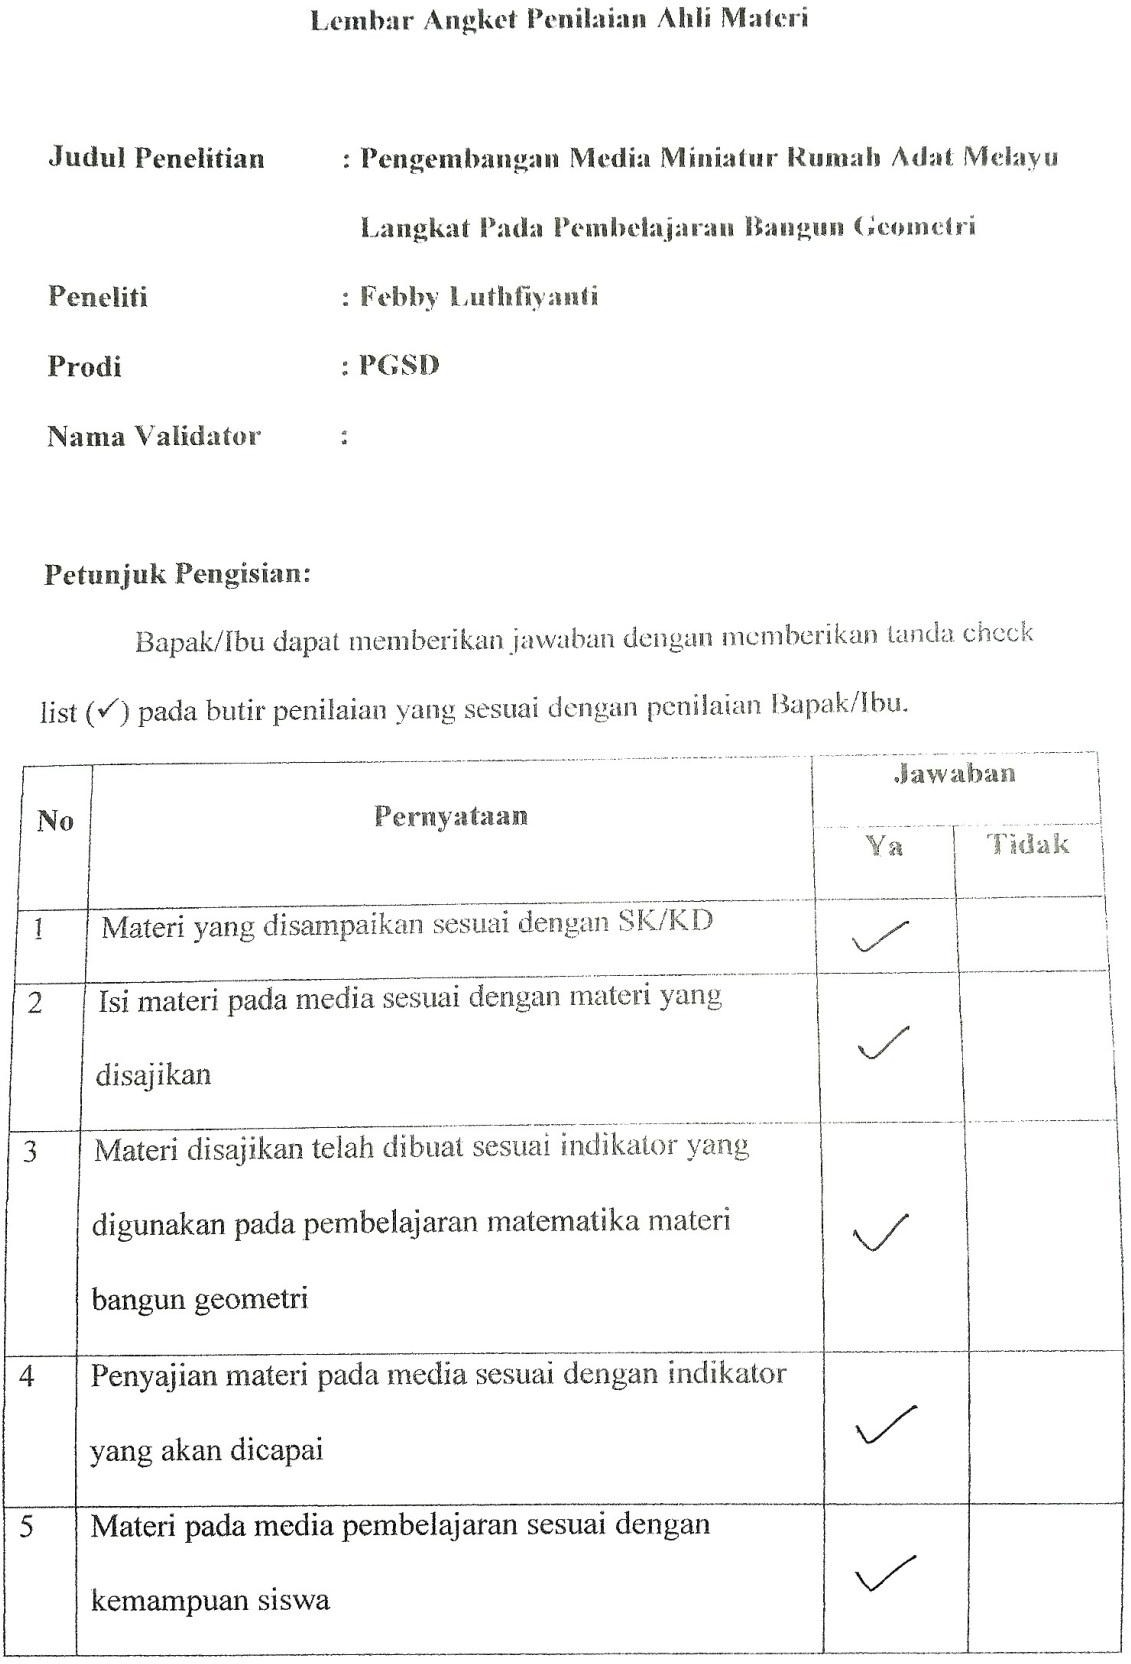 Lembar Angket Penilaian Ahli Materi
Judul Penelitian : Pengembangan Media Miniatur Rumah Adat Melayu
Langkat Pada Pembelajaran Bangun Geometri
Peneliti : Febby Luthfiyanti
Prodi : PGSD
Nama Validator :
Petunjuk Pengisian:
Bapak/Ibu dapat memberikan jawaban dengan memberikan tanda check
list (✓) pada butir penilaian yang sesuai dengan penilaian Bapak/Ibu.
No Pernyataan Jawaban
Ya Tidak
1 Materi yang disampaikan sesuai dengan SK/KD ✓
2 Isi materi pada media sesuai dengan materi yang
disajikan ✓
3 Materi disajikan telah dibuat sesuai indikator yang
digunakan pada pembelajaran matematika materi ✓
bangun geometri
4 Penyajian materi pada media sesuai dengan indikator
yang akan dicapai ✓
5 Materi pada media pembelajaran sesuai dengan
kemampuan siswa ✓